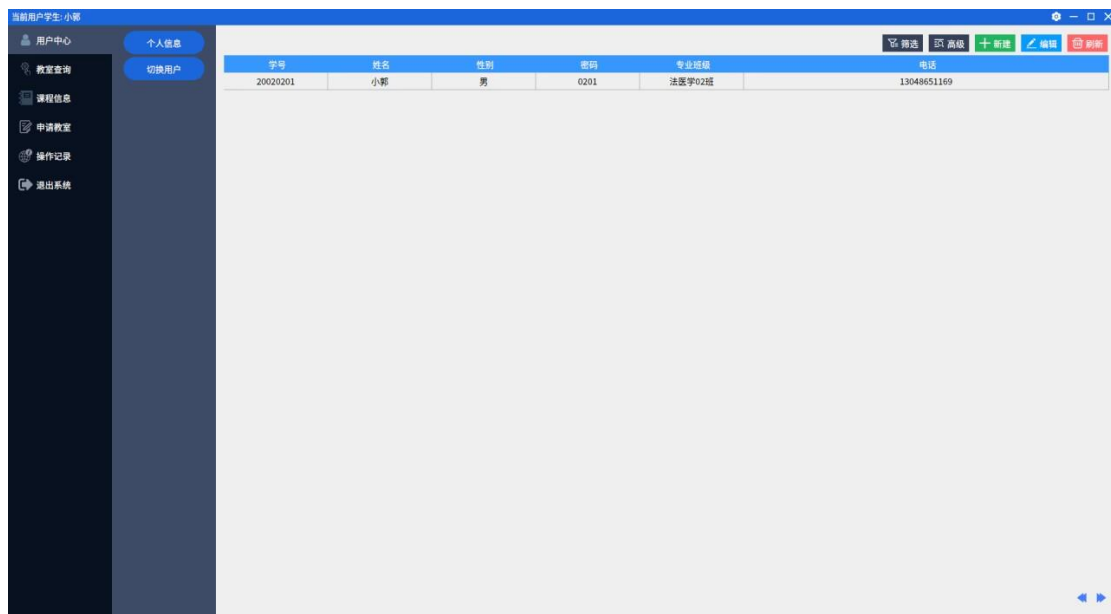 当前用户学生:小郭
用户中心
教室查询
课程信息
申请教室
操作记录
退出系统
个人信息
切换用户
筛选 高级 新建 编辑 刷新
学号 姓名 性别 密码 专业班级 电话
20020201 小郭 男 0201 法医学02班 13048651169